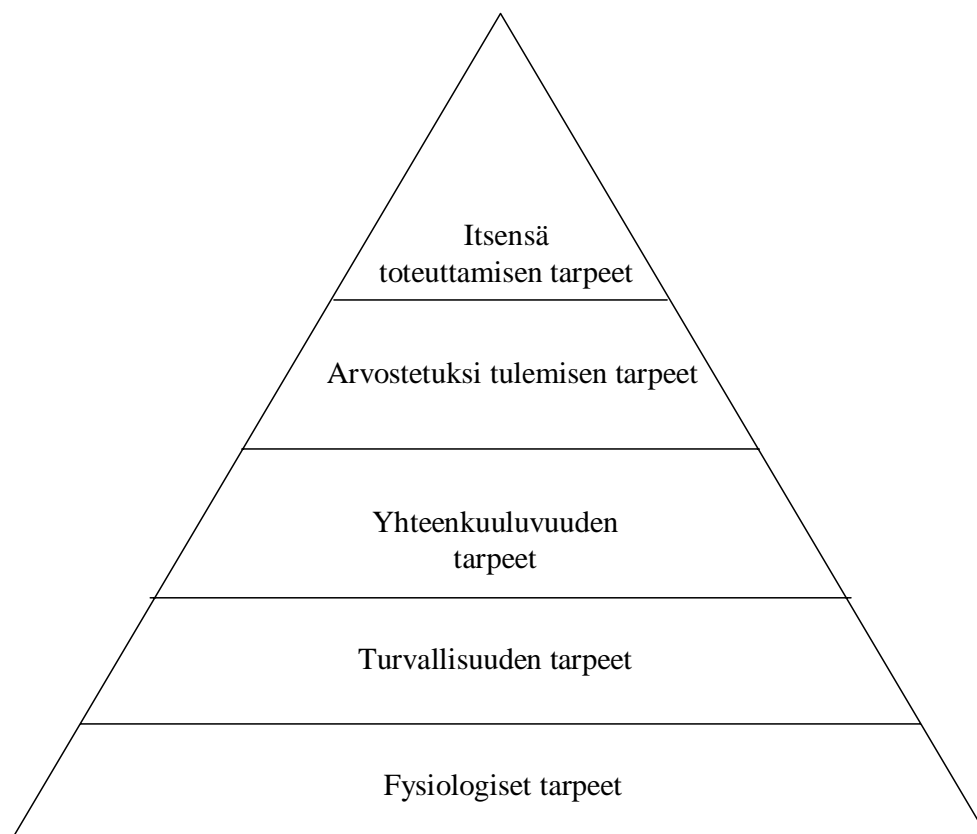 Itsensä
toteuttamisen tarpeet
Arvostetuksi tulemisen tarpeet
Yhteenkuuluvuuden
tarpeet
Turvallisuuden tarpeet
Fysiologiset tarpeet